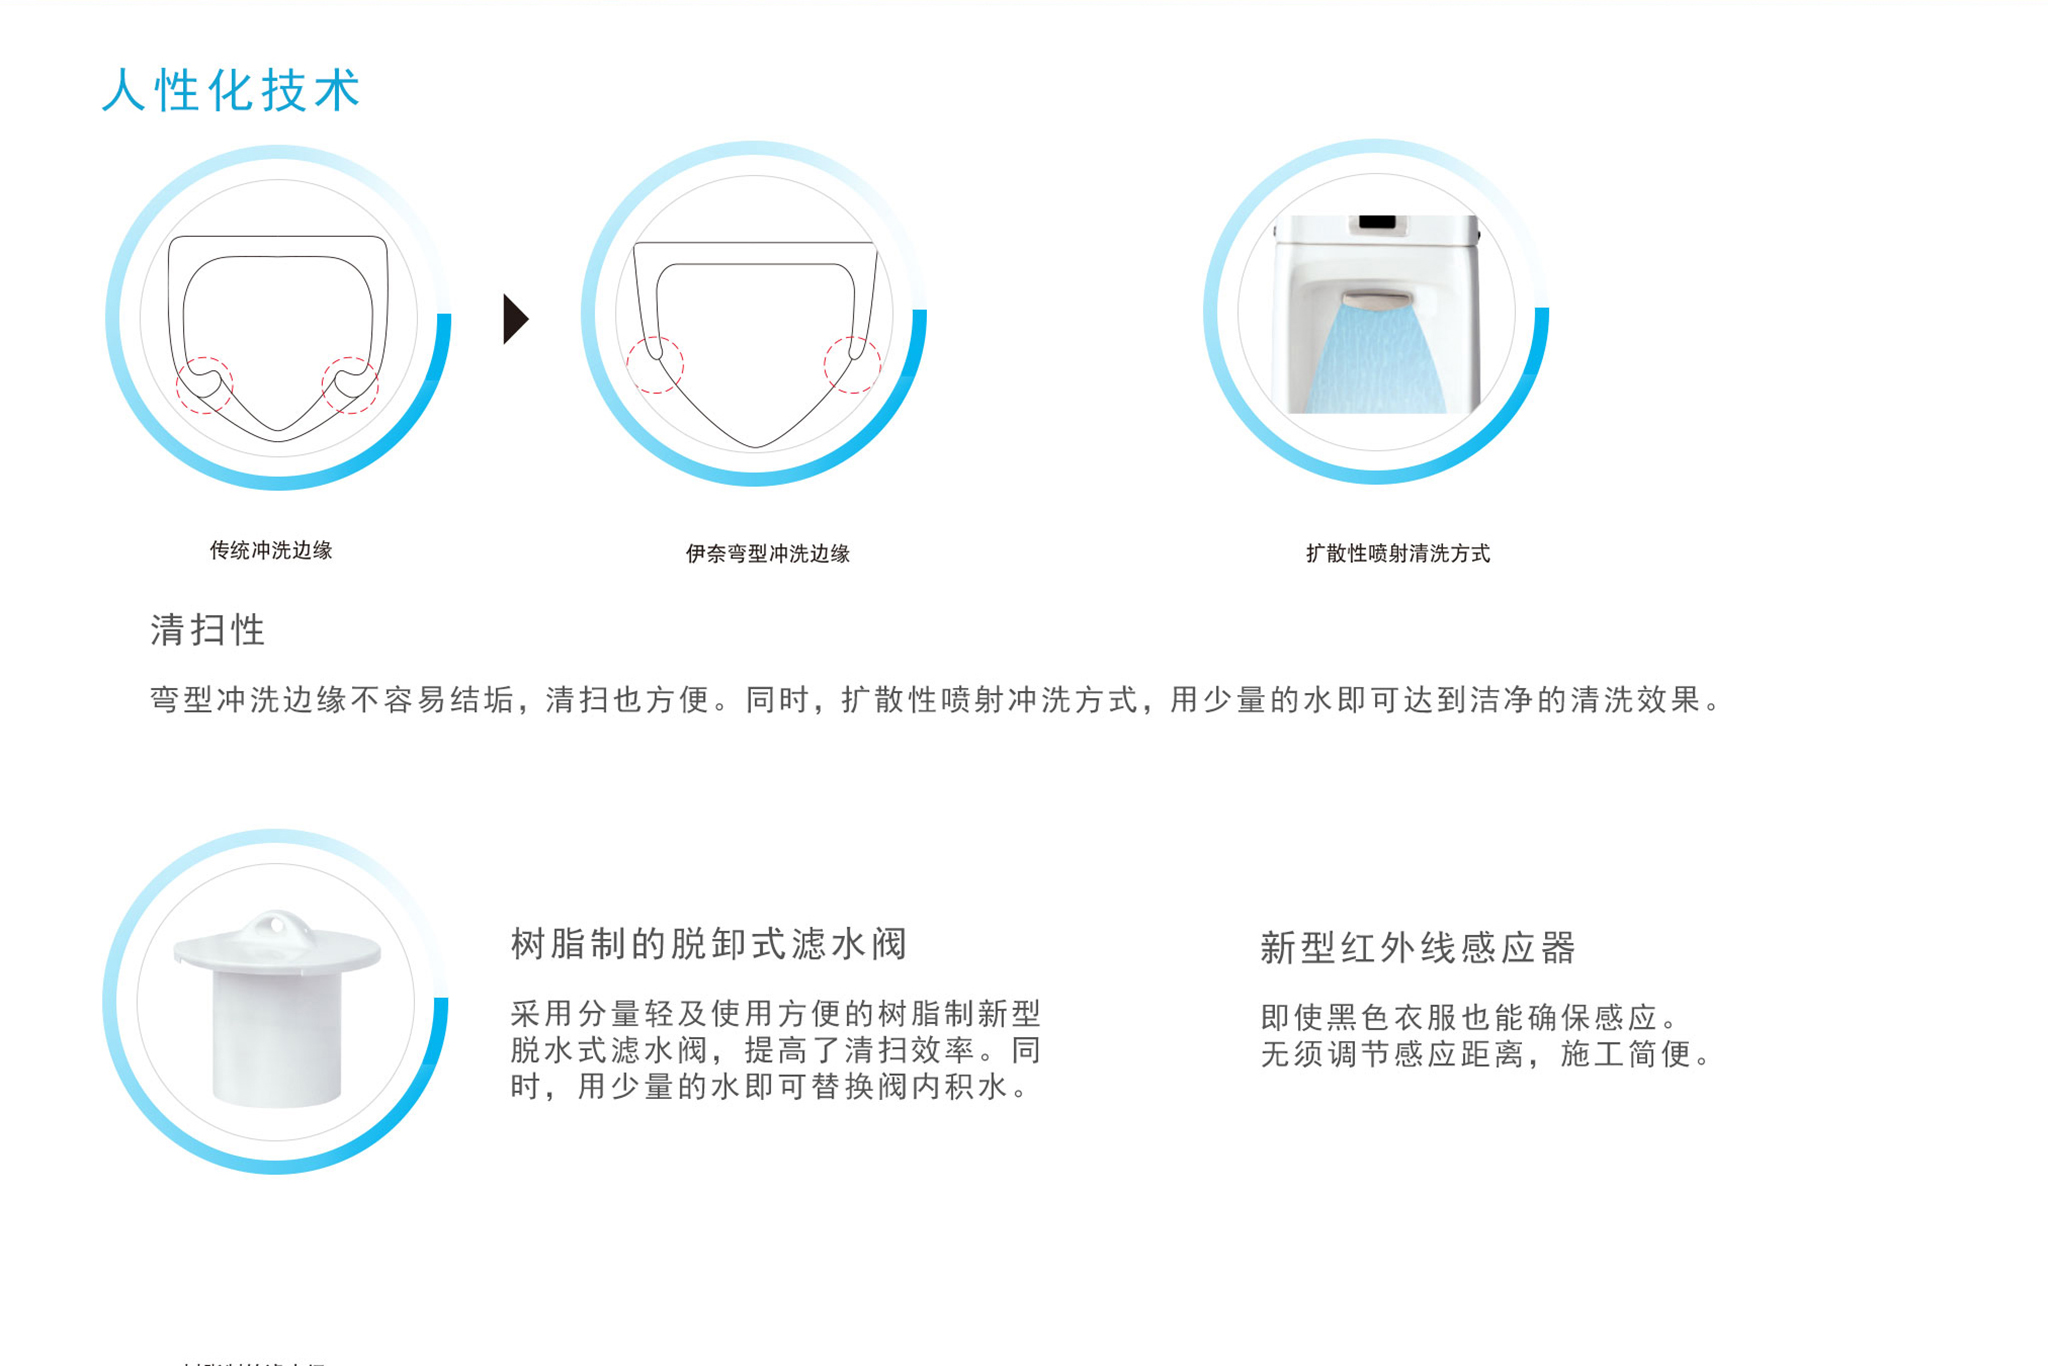 人性化技术
传统冲洗边缘
伊奈弯型冲洗边缘
扩散性喷射清洗方式
清扫性
弯型冲洗边缘不容易结垢，清扫也方便。同时，扩散性喷射冲洗方式，用少量的水即可达到洁净的清洗效果。
树脂制的脱卸式滤水阀
采用分量轻及使用方便的树脂制新型
脱水式滤水阀，提高了清扫效率。同
时，用少量的水即可替换阀内积水。
新型红外线感应器
即使黑色衣服也能确保感应。
无须调节感应距离，施工简便。